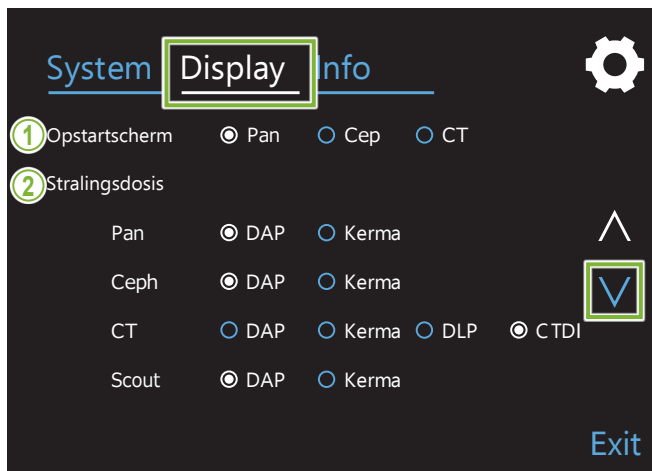 System Display Info
1 Opstartscherm Pan Cep CT
2 Stralingsdosis
Pan DAP Kerma
Ceph DAP Kerma
CT DAP Kerma DLP CTDI
Scout DAP Kerma
Exit